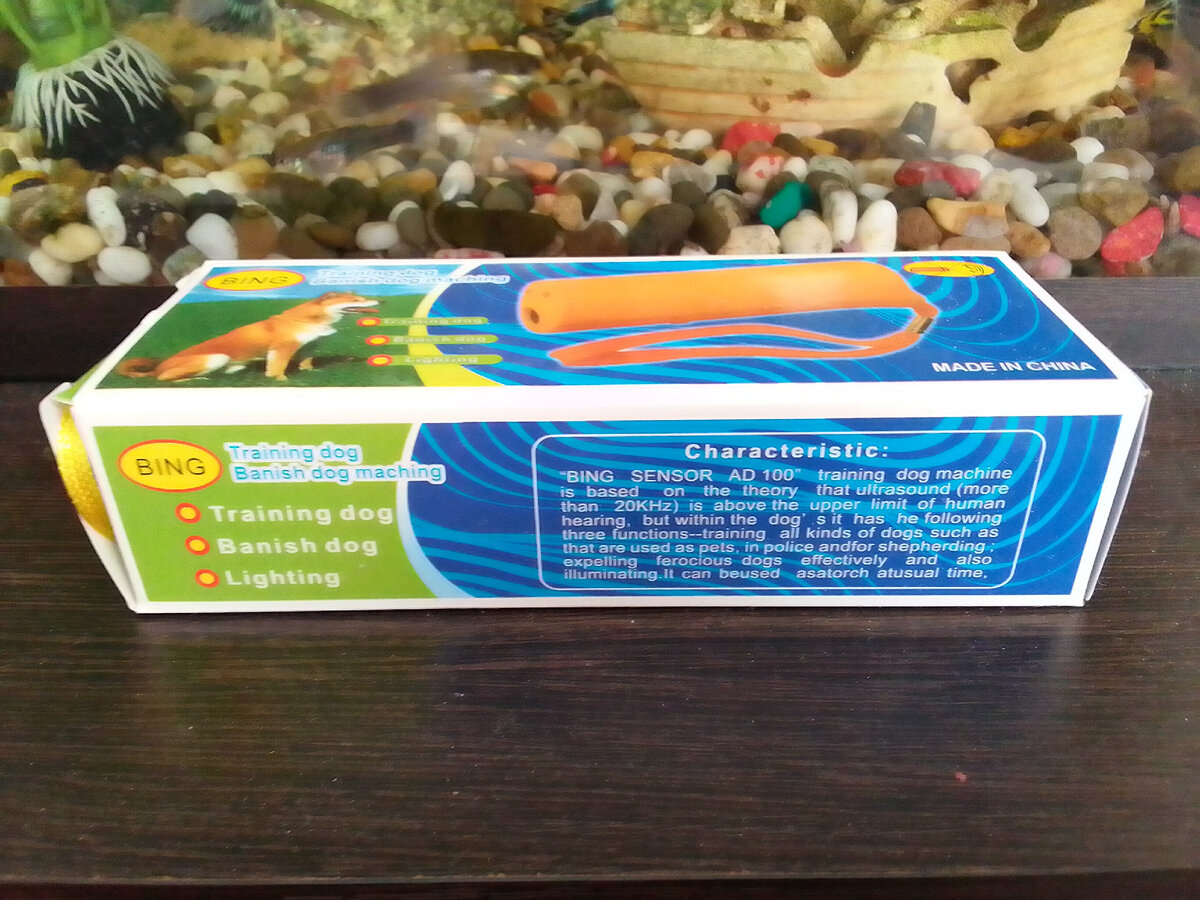 BING
Training dog
Banish dog maching
Training dog
Banish dog
Lighting
MADE IN CHINA
BING
Training dog
Banish dog maching
Training dog
Banish dog
Lighting
Characteristic:
“BING SENSOR AD 100” training dog machine
is based on the theory that ultrasound (more
than 20KHz) is above the upper limit of human
hearing, but within the dog's it has he following
three functions--training all kinds of dogs such as
that are used as pets, in police andfor shepherding ;
expelling ferocious dogs effectively and also
illuminating.It can beused asatorch atusual time,